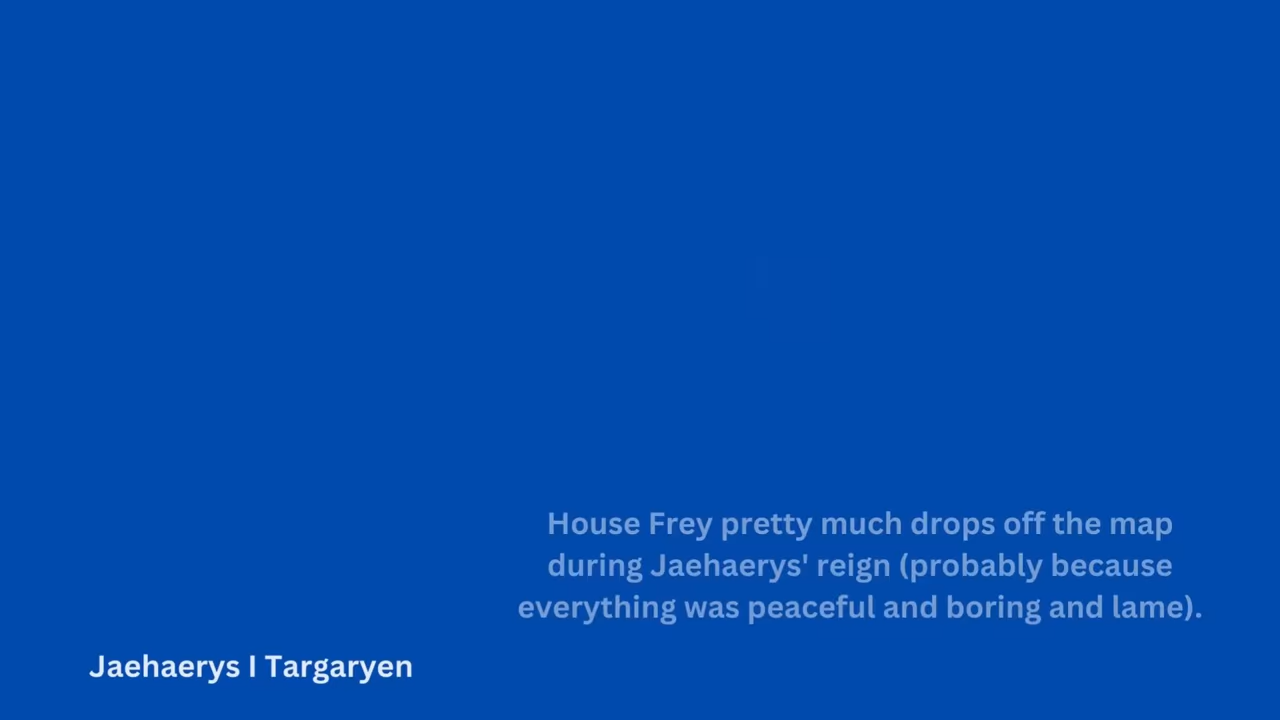 House Frey pretty much drops off the map
during Jaehaerys' reign (probably because
everything was peaceful and boring and lame).
Jaehaerys I Targaryen